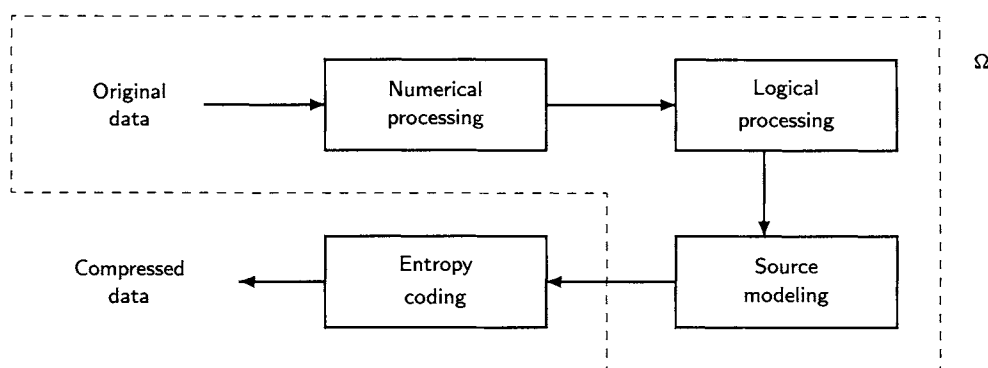 Original
data
Numerical
processing
Logical
processing
Ω
Compressed
data
Entropy
coding
Source
modeling